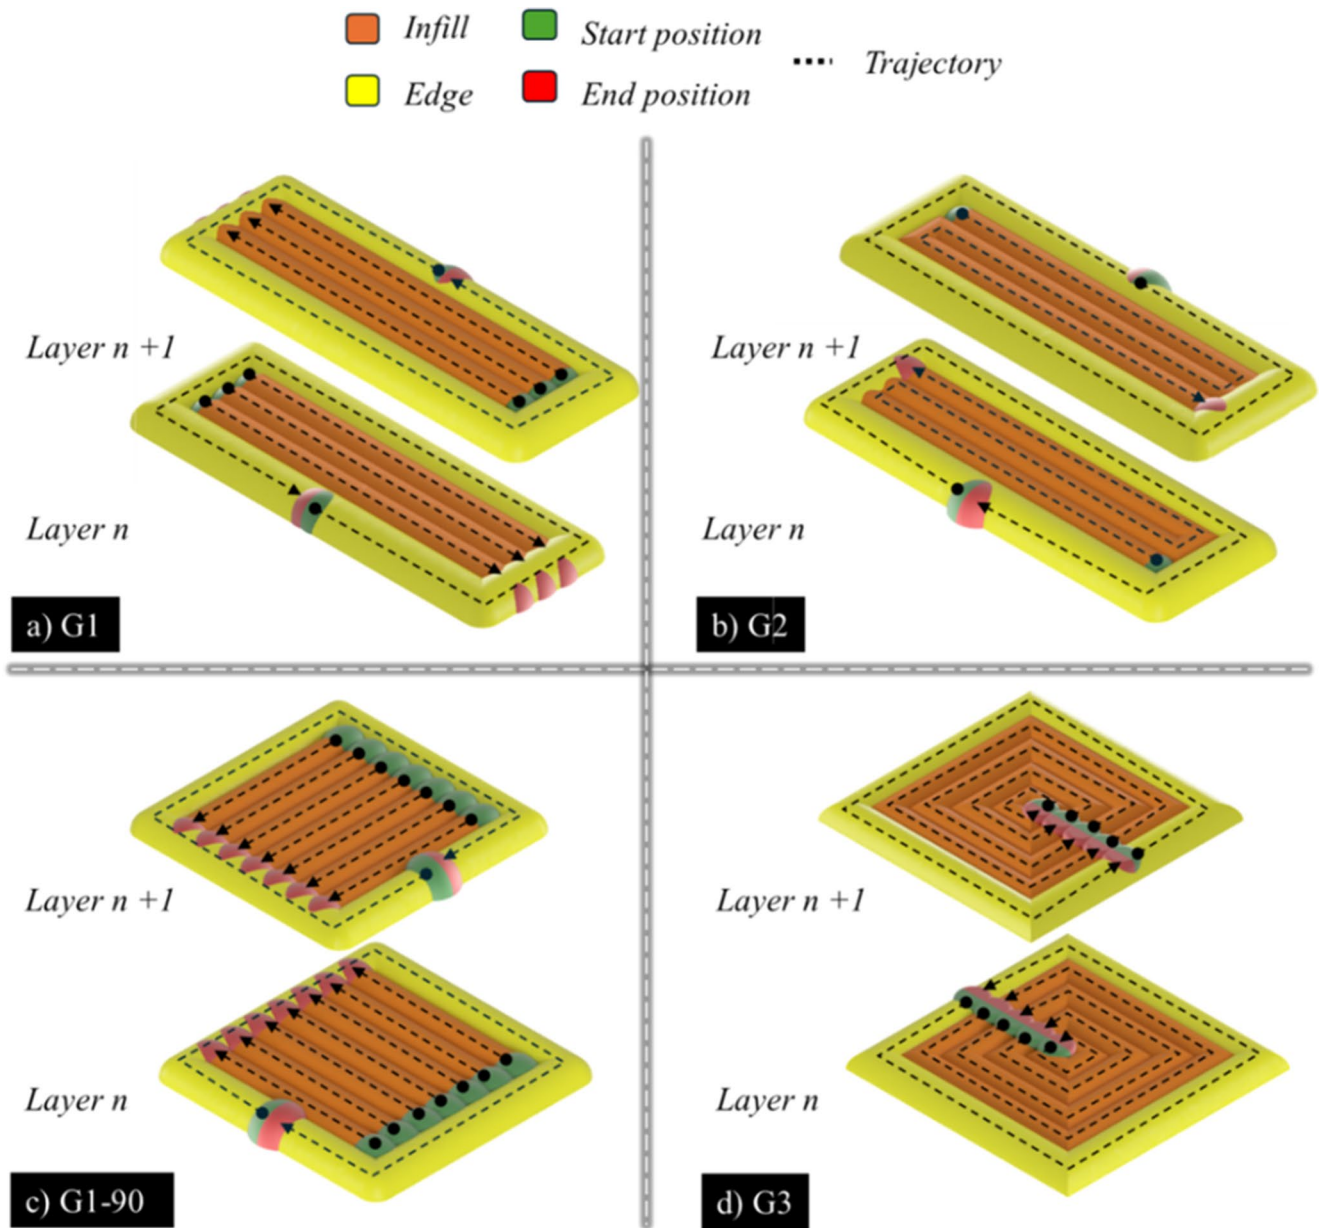 Infill
Start position
Trajectory
Edge
End position
Layer n +1
Layer n
a) G1
Layer n +1
Layer n
b) G2
Layer n +1
Layer n
c) G1-90
Layer n +1
Layer n
d) G3